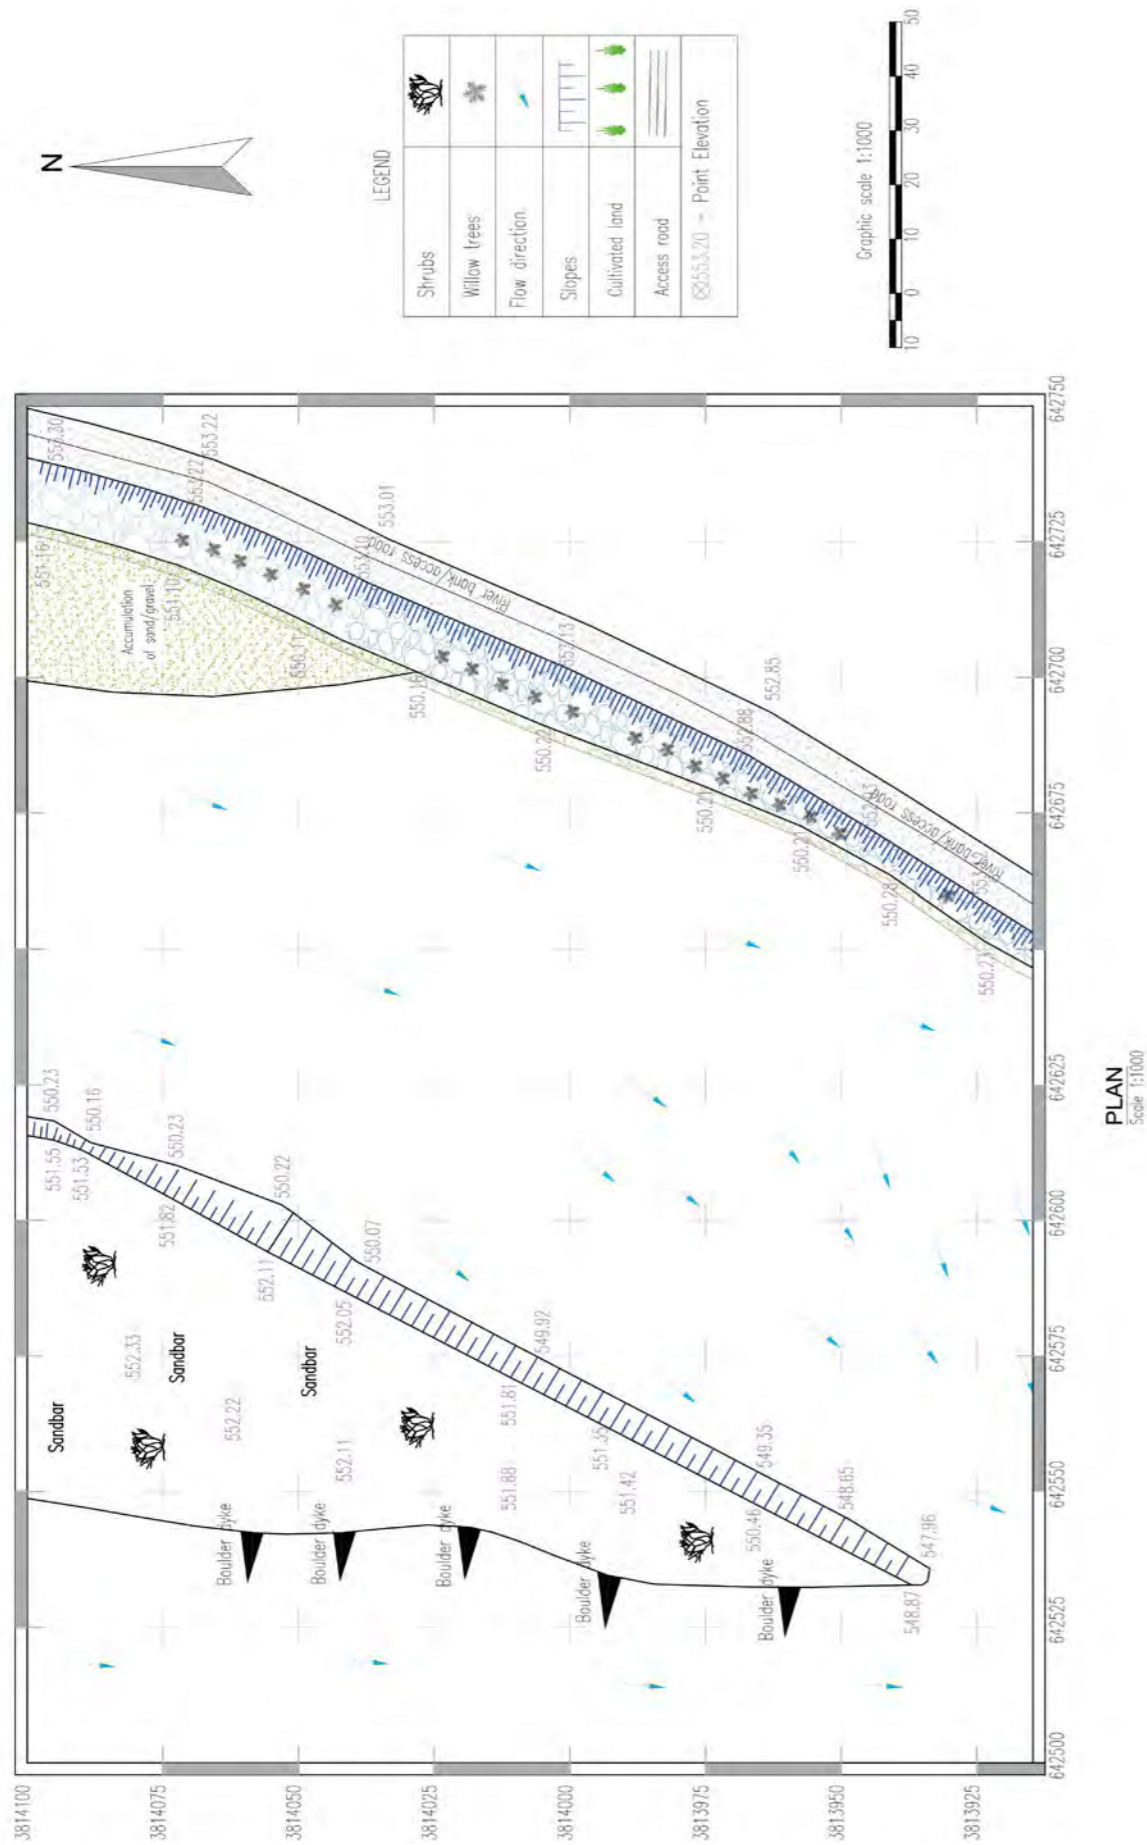 N
LEGEND
Shrubs
Willow trees
Flow direction
Slopes
Cultivated land
Access road
553.20 - Point Elevation
Graphic scale 1:1000
10 0 10 20 30 40 50
642750
642725
642700
642675
642625
642600
642575
642550
642525
642500
3814100
3814075
3814050
3814025
3814000
3813975
3813950
3813925
553.30
553.22
553.22
553.01
River bank/access road
553.13
552.85
552.88
River bank/access road
551.16
Accumulation
of sand/gravel
551.10
550.11
550.16
550.22
550.21
550.21
550.28
550.23
550.23
550.16
550.23
550.22
550.07
549.92
549.35
548.65
547.96
551.55
551.53
551.82
552.11
552.05
551.81
551.42
550.46
548.87
Sandbar
552.33
Sandbar
552.22
Sandbar
552.11
551.88
Boulder dyke
Boulder dyke
Boulder dyke
Boulder dyke
Boulder dyke
PLAN
Scale 1:1000